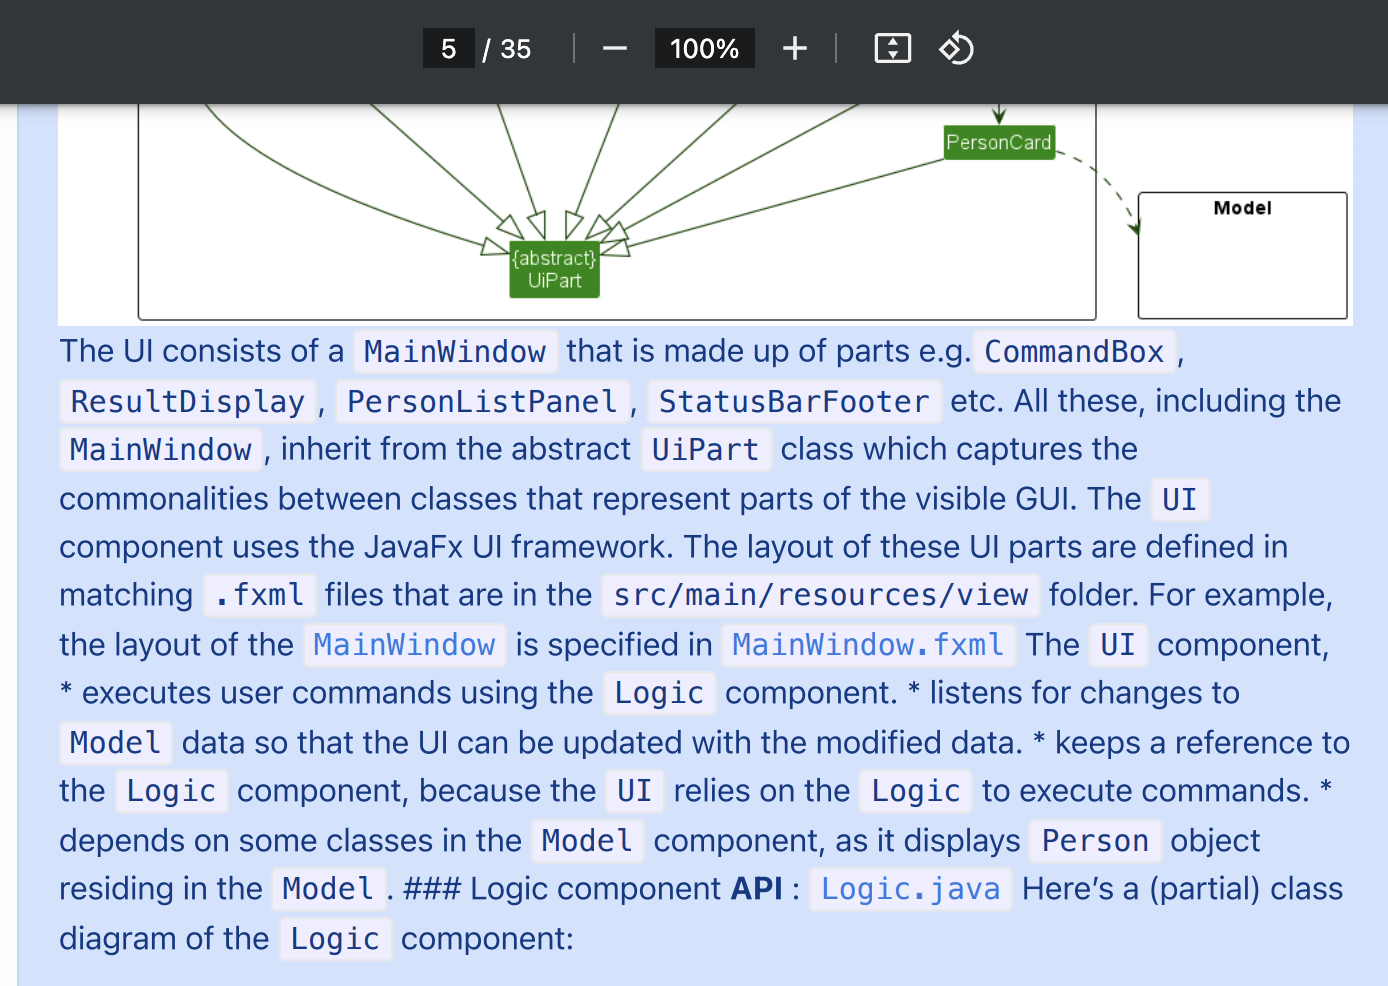 5 / 35 — 100% +
PersonCard
Model
{abstract}
UiPart
The UI consists of a MainWindow that is made up of parts e.g. CommandBox ,
ResultDisplay , PersonListPanel , StatusBarFooter etc. All these, including the
MainWindow , inherit from the abstract UiPart class which captures the
commonalities between classes that represent parts of the visible GUI. The UI
component uses the JavaFx UI framework. The layout of these UI parts are defined in
matching .fxml files that are in the src/main/resources/view folder. For example,
the layout of the MainWindow is specified in MainWindow.fxml The UI component,
* executes user commands using the Logic component. * listens for changes to
Model data so that the UI can be updated with the modified data. * keeps a reference to
the Logic component, because the UI relies on the Logic to execute commands. *
depends on some classes in the Model component, as it displays Person object
residing in the Model . ### Logic component API : Logic.java Here’s a (partial) class
diagram of the Logic component: